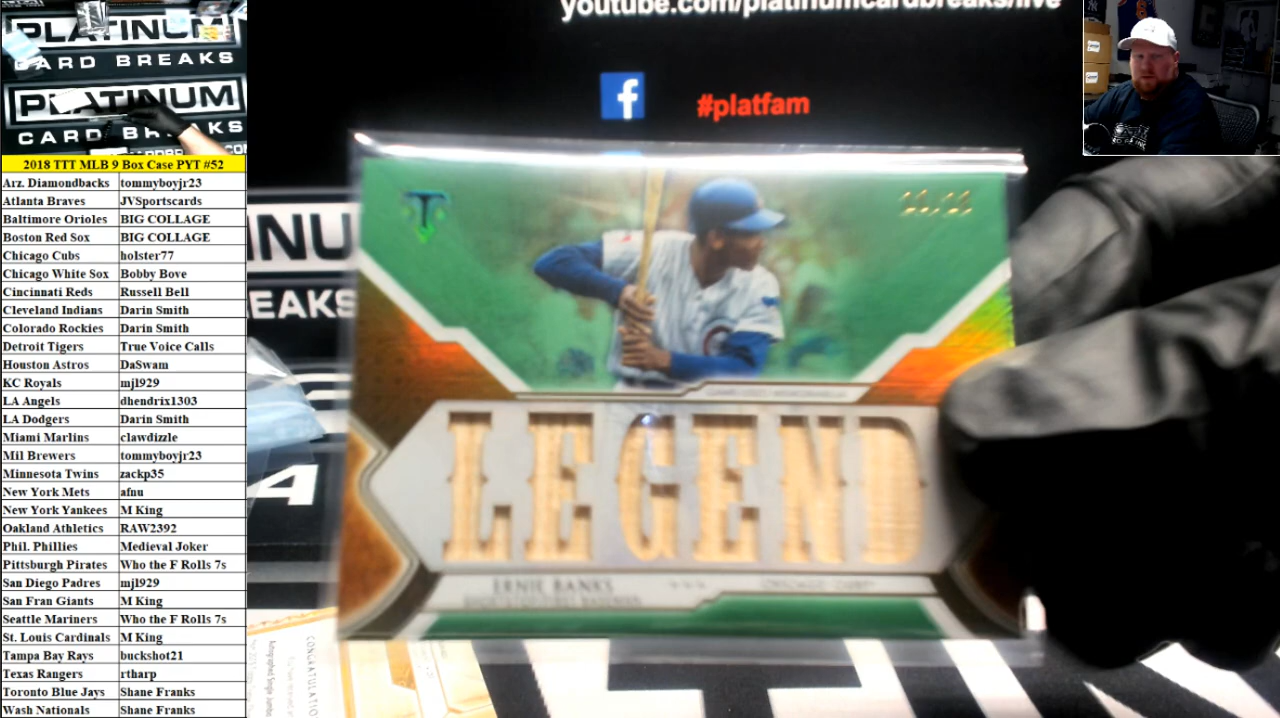 PLATINUM
CARD BREAKS
PLATINUM
CARD BREAKS
2018 TTT MLB 9 Box Case PYT #52
Arz. Diamondbacks tommyboyjr23
Atlanta Braves JVSportscards
Baltimore Orioles BIG COLLAGE
Boston Red Sox BIG COLLAGE
Chicago Cubs holster77
Chicago White Sox Bobby Bove
Cincinnati Reds Russell Bell
Cleveland Indians Darin Smith
Colorado Rockies Darin Smith
Detroit Tigers True Voice Calls
Houston Astros DaSwam
KC Royals mjl929
LA Angels dhendrix1303
LA Dodgers Darin Smith
Miami Marlins clawdizzle
Mil Brewers tommyboyjr23
Minnesota Twins zackp35
New York Mets afnu
New York Yankees M King
Oakland Athletics RAW2392
Phil. Phillies Medieval Joker
Pittsburgh Pirates Who the F Rolls 7s
San Diego Padres mjl929
San Fran Giants M King
Seattle Mariners Who the F Rolls 7s
St. Louis Cardinals M King
Tampa Bay Rays buckshot21
Texas Rangers rtharp
Toronto Blue Jays Shane Franks
Wash Nationals Shane Franks
youtube.com/platinumcardbreaks/live
f
#platfam
INU
EAKS
T
LEGEND
ERNIE BANKS
CHICAGO CUBS